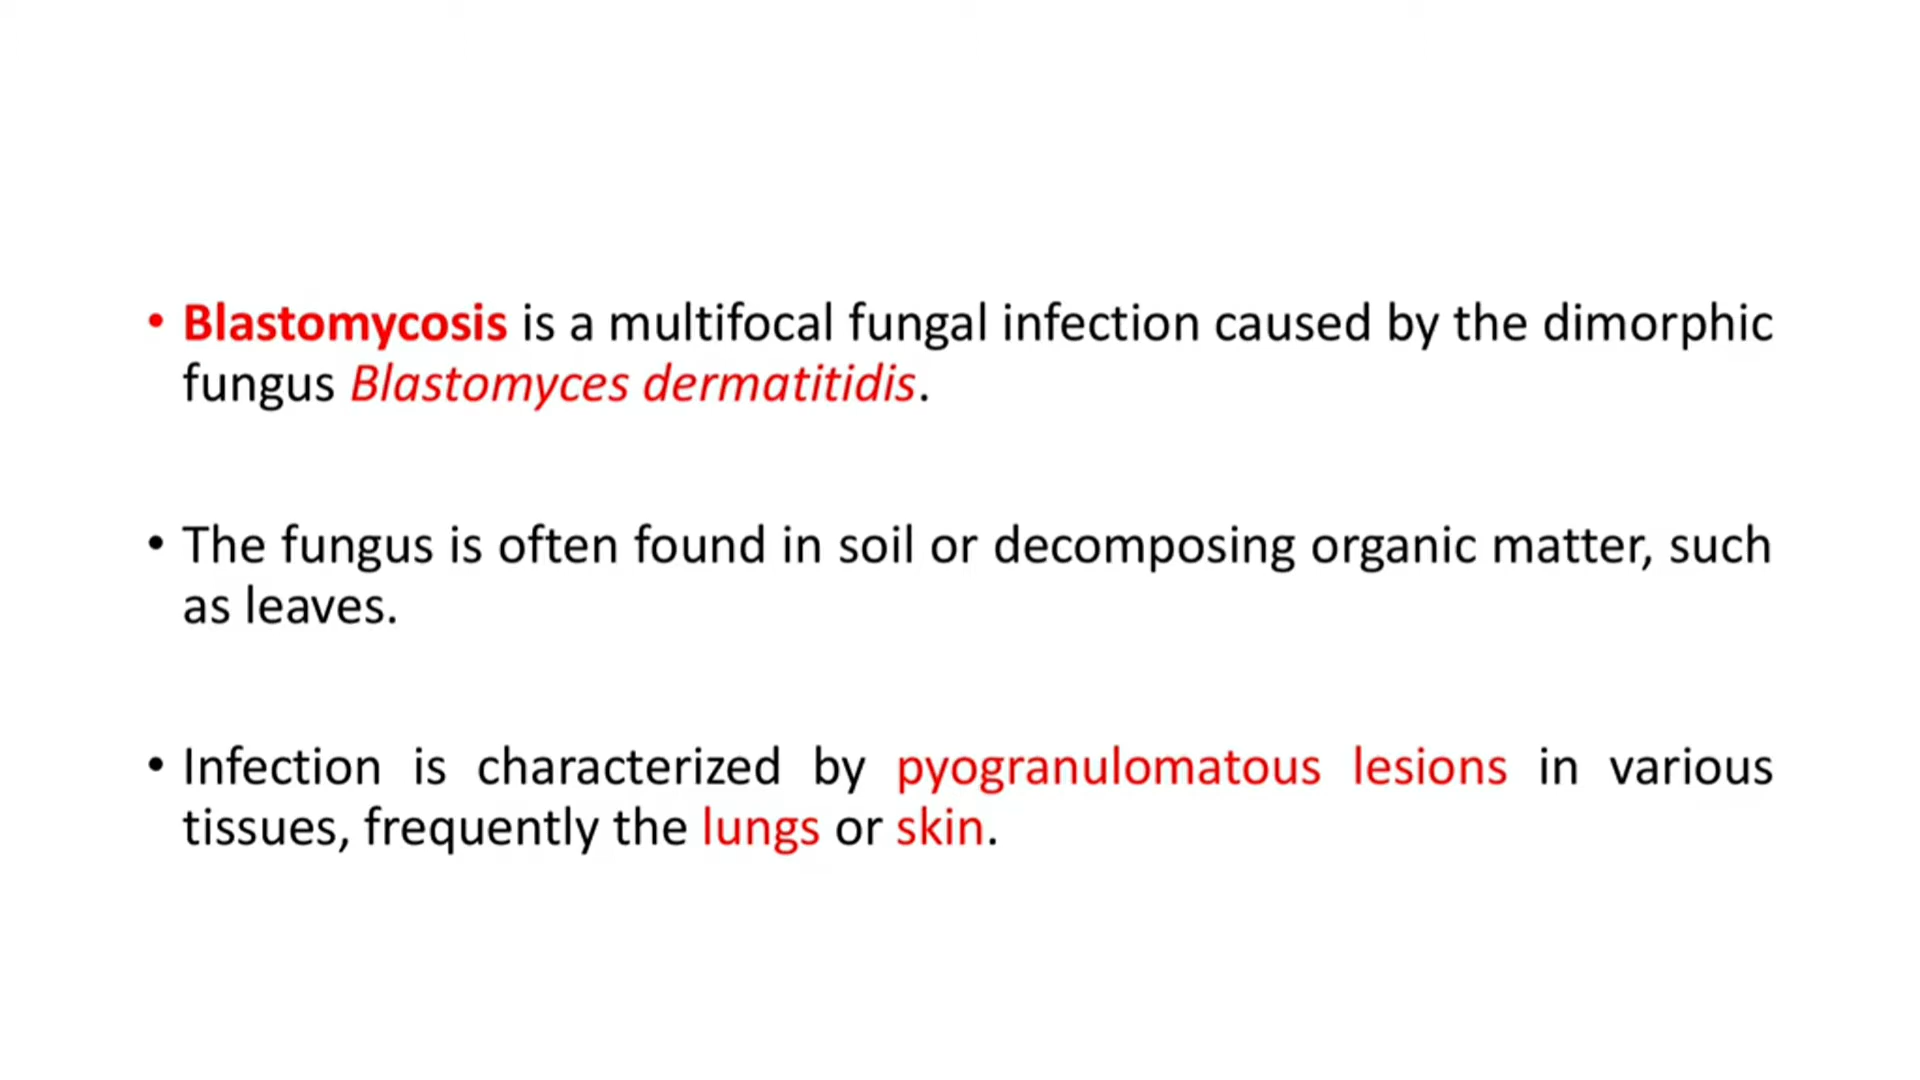 • Blastomycosis is a multifocal fungal infection caused by the dimorphic
fungus Blastomyces dermatitidis.
• The fungus is often found in soil or decomposing organic matter, such
as leaves.
• Infection is characterized by pyogranulomatous lesions in various
tissues, frequently the lungs or skin.